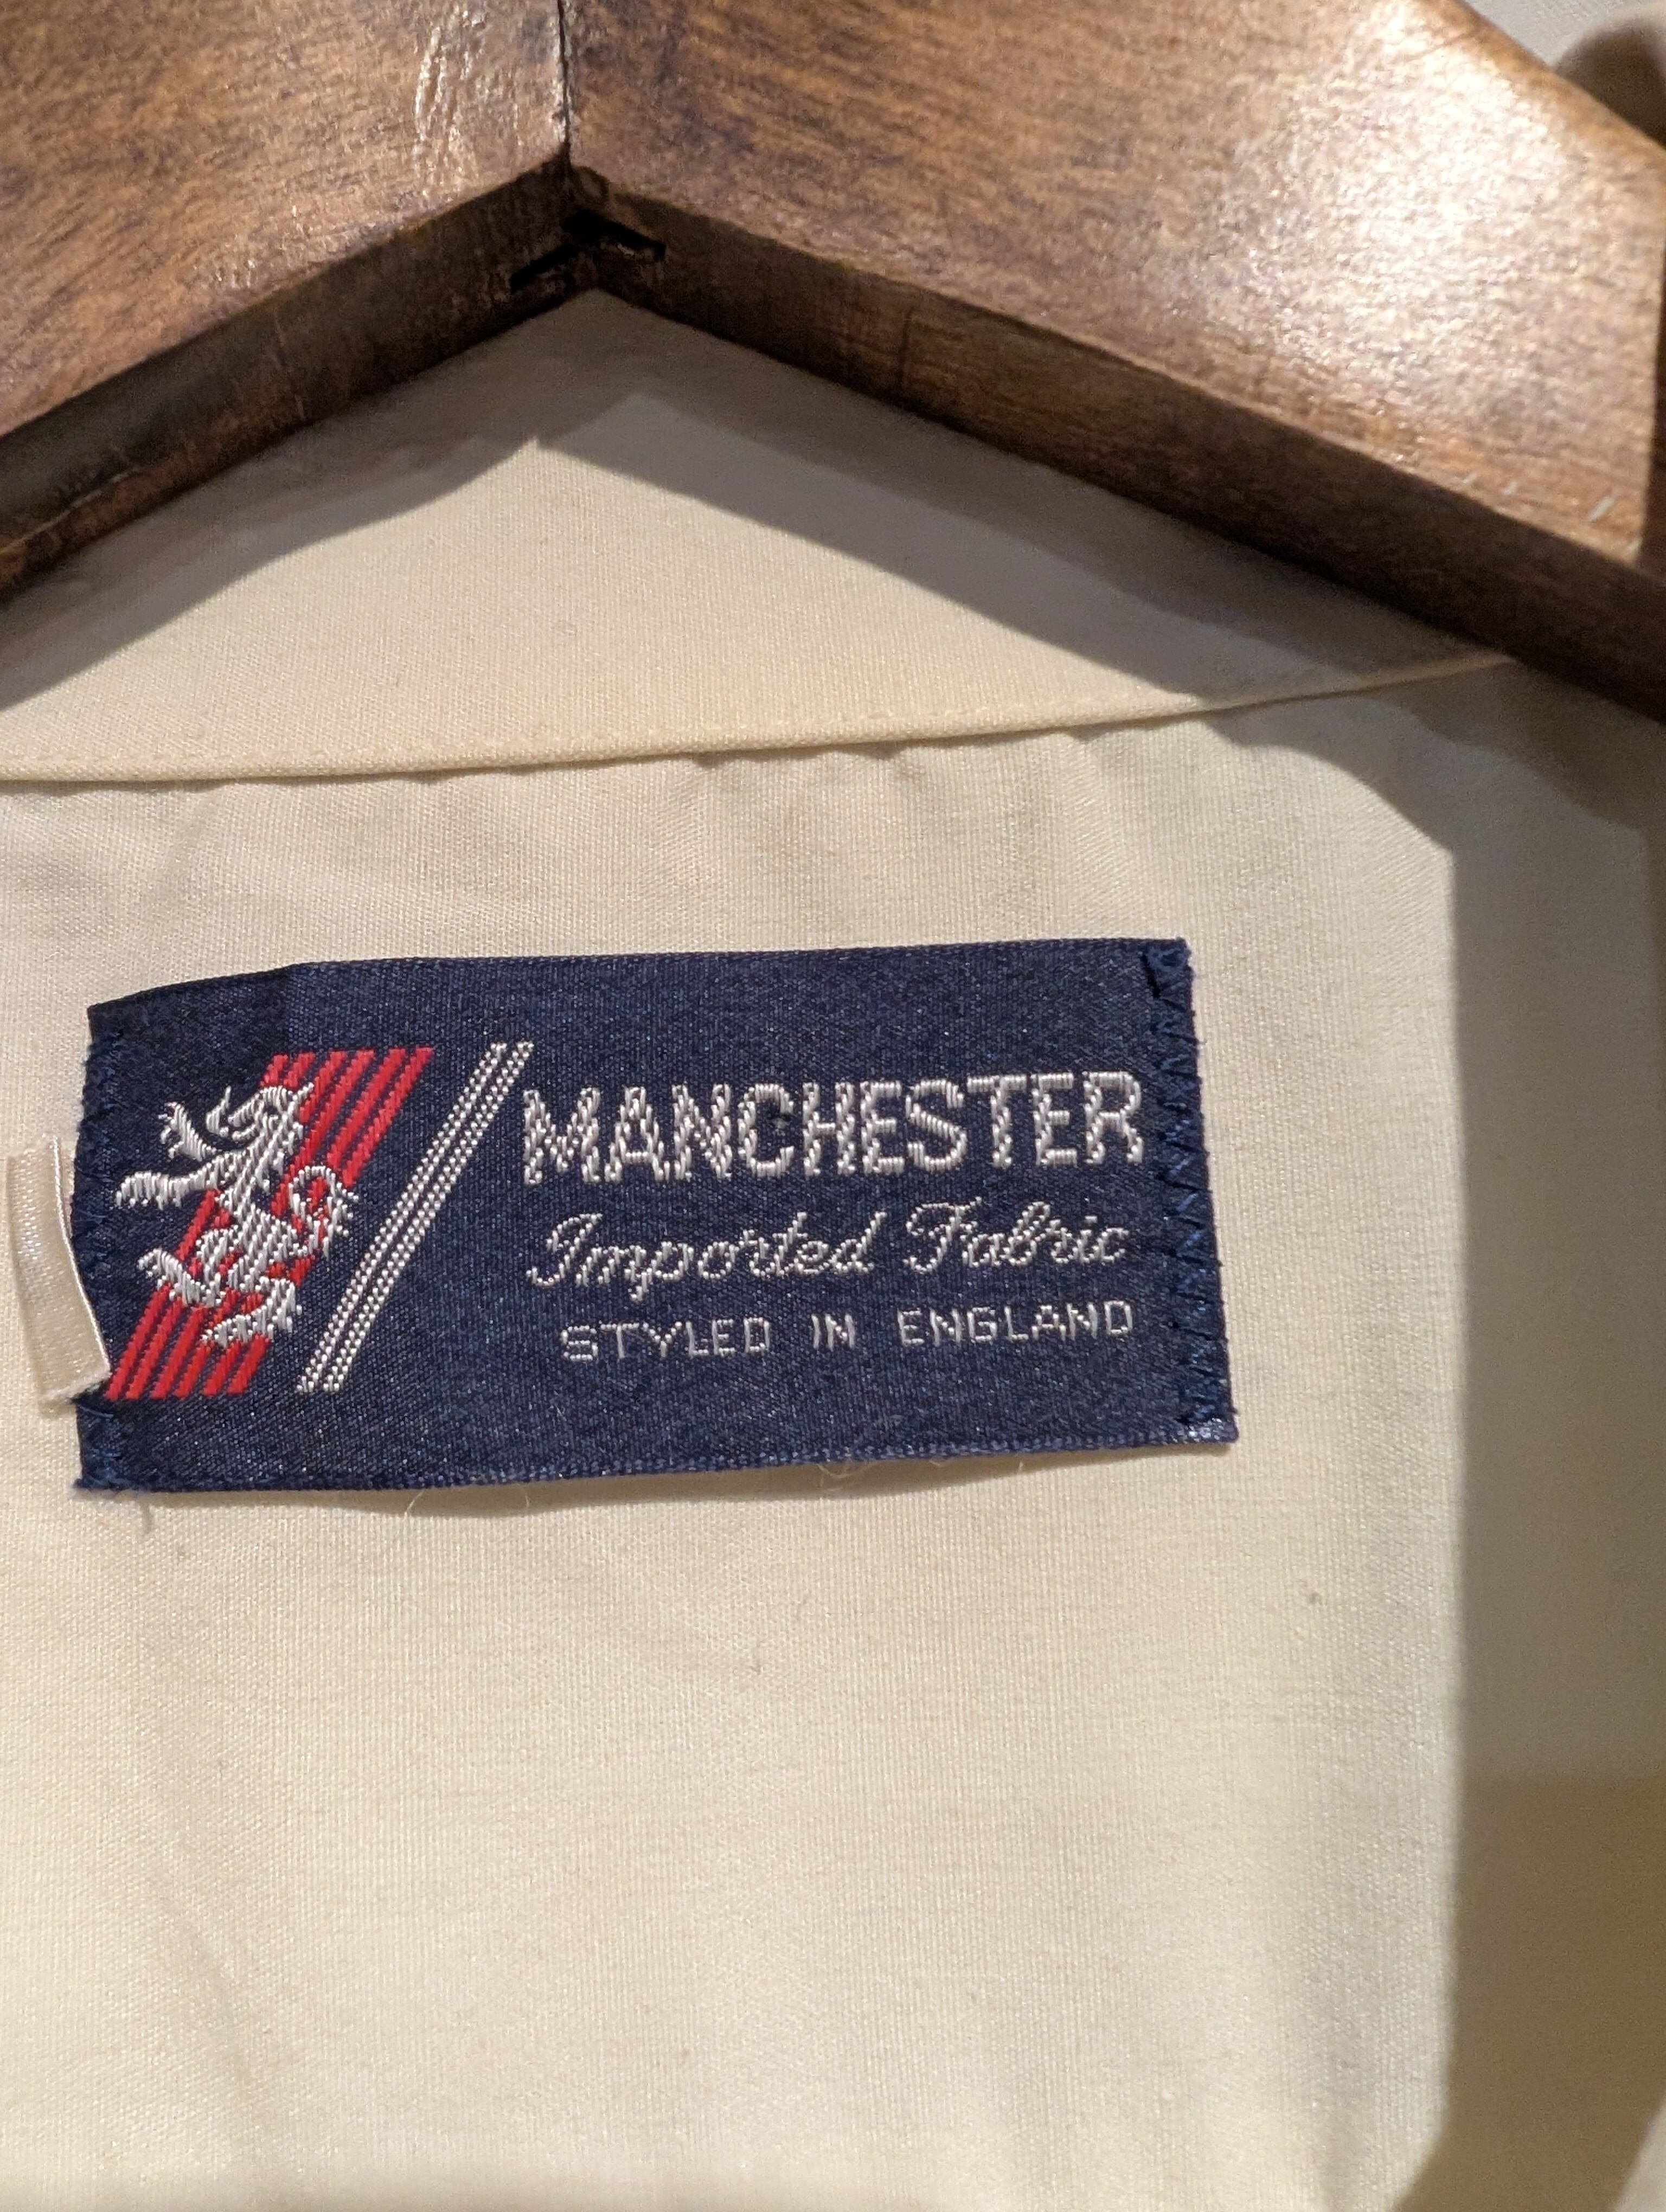 MANCHESTER
Imported Fabric
STYLED IN ENGLAND